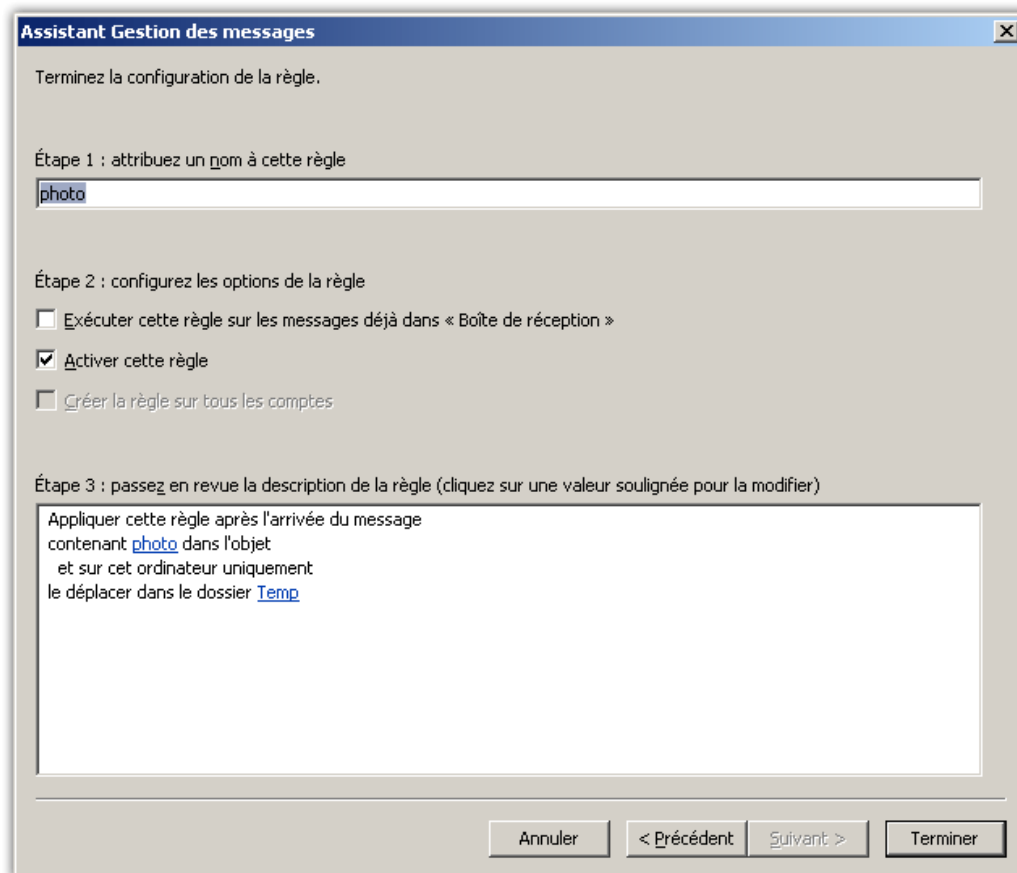 Assistant Gestion des messages
Terminez la configuration de la règle.
Étape 1 : attribuez un nom à cette règle
photo
Étape 2 : configurez les options de la règle
Exécuter cette règle sur les messages déjà dans « Boîte de réception »
Activer cette règle
Créer la règle sur tous les comptes
Étape 3 : passez en revue la description de la règle (cliquez sur une valeur soulignée pour la modifier)
Appliquer cette règle après l'arrivée du message
contenant photo dans l'objet
et sur cet ordinateur uniquement
le déplacer dans le dossier Temp
Annuler < Précédent Suivant > Terminer